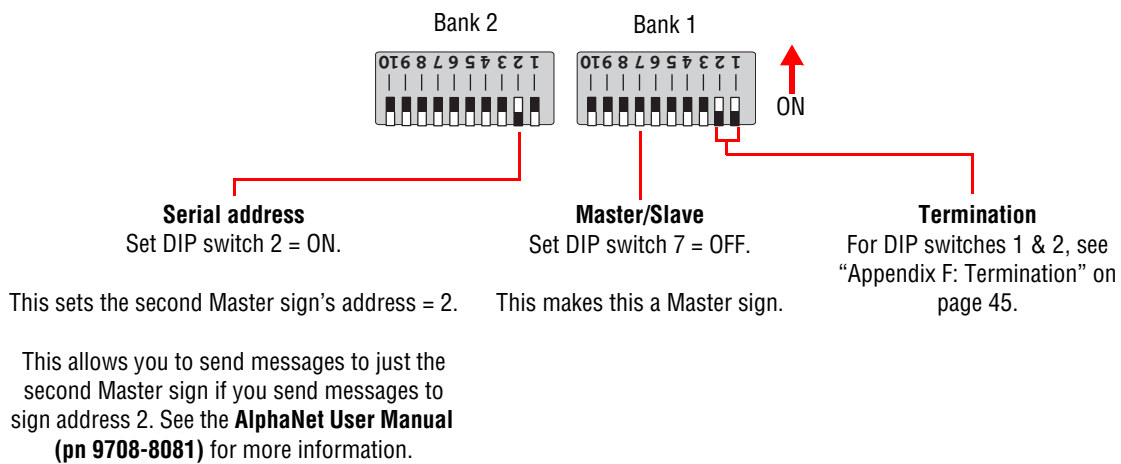 Bank 2
Bank 1
10 9 8 7 6 5 4 3 2 1
10 9 8 7 6 5 4 3 2 1
ON
Serial address
Set DIP switch 2 = ON.
This sets the second Master sign’s address = 2.
This allows you to send messages to just the
second Master sign if you send messages to
sign address 2. See the AlphaNet User Manual
(pn 9708-8081) for more information.
Master/Slave
Set DIP switch 7 = OFF.
This makes this a Master sign.
Termination
For DIP switches 1 & 2, see
“Appendix F: Termination” on
page 45.